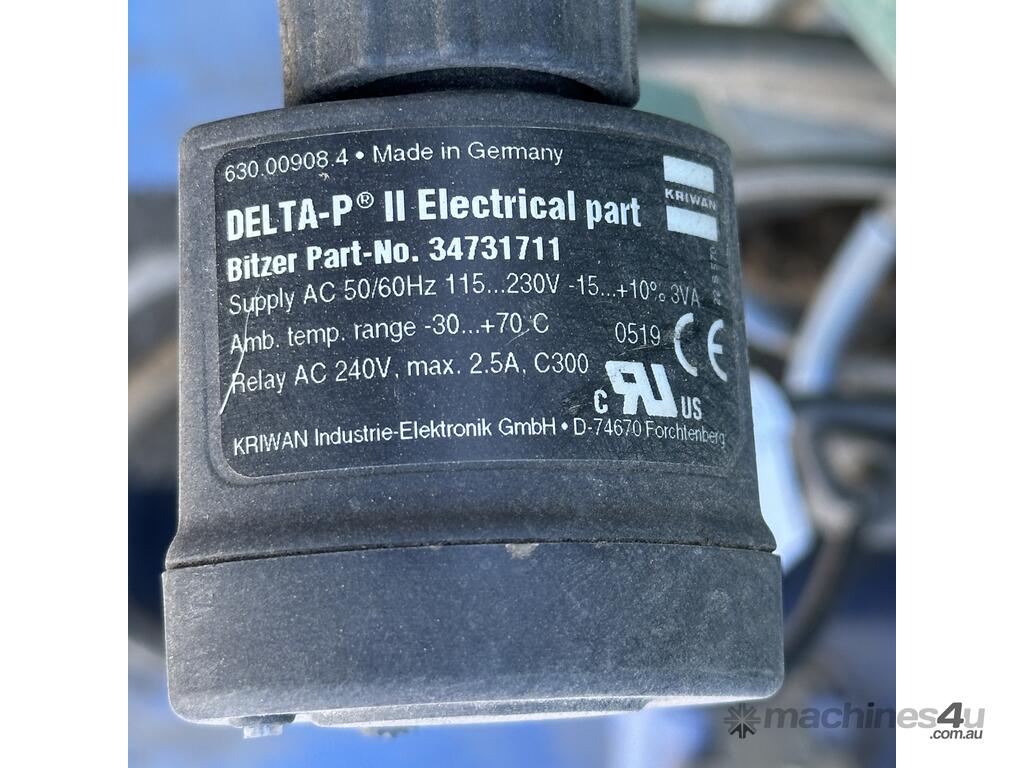 630.00908.4 • Made in Germany
KRIWAN
DELTA-P® II Electrical part
Bitzer Part-No. 34731711
Supply AC 50/60Hz 115...230V -15...+10% 3VA
Amb. temp. range -30...+70°C 0519 CE
Relay AC 240V, max. 2.5A, C300
C RU US
KRIWAN Industrie-Elektronik GmbH • D-74670 Forchtenberg
machines4u
.com.au